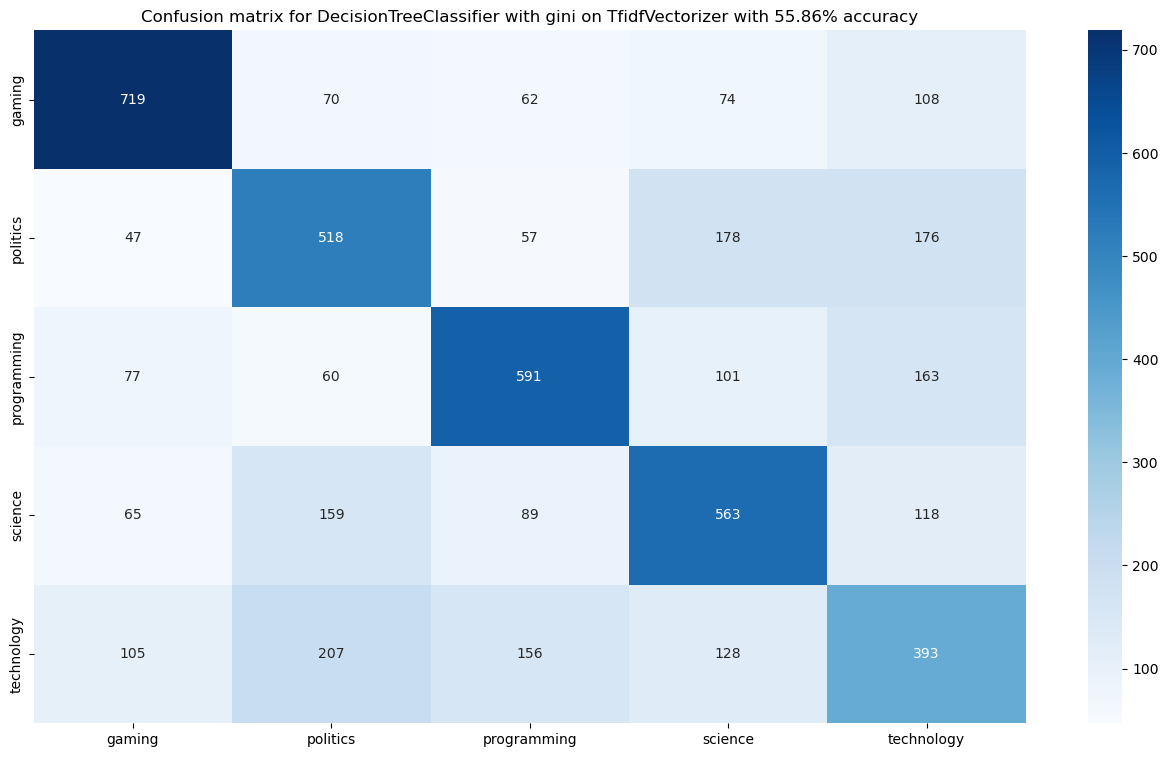 Confusion matrix for DecisionTreeClassifier with gini on TfidfVectorizer with 55.86% accuracy
gaming 719 70 62 74 108
politics 47 518 57 178 176
programming 77 60 591 101 163
science 65 159 89 563 118
technology 105 207 156 128 393
gaming politics programming science technology
700
600
500
400
300
200
100